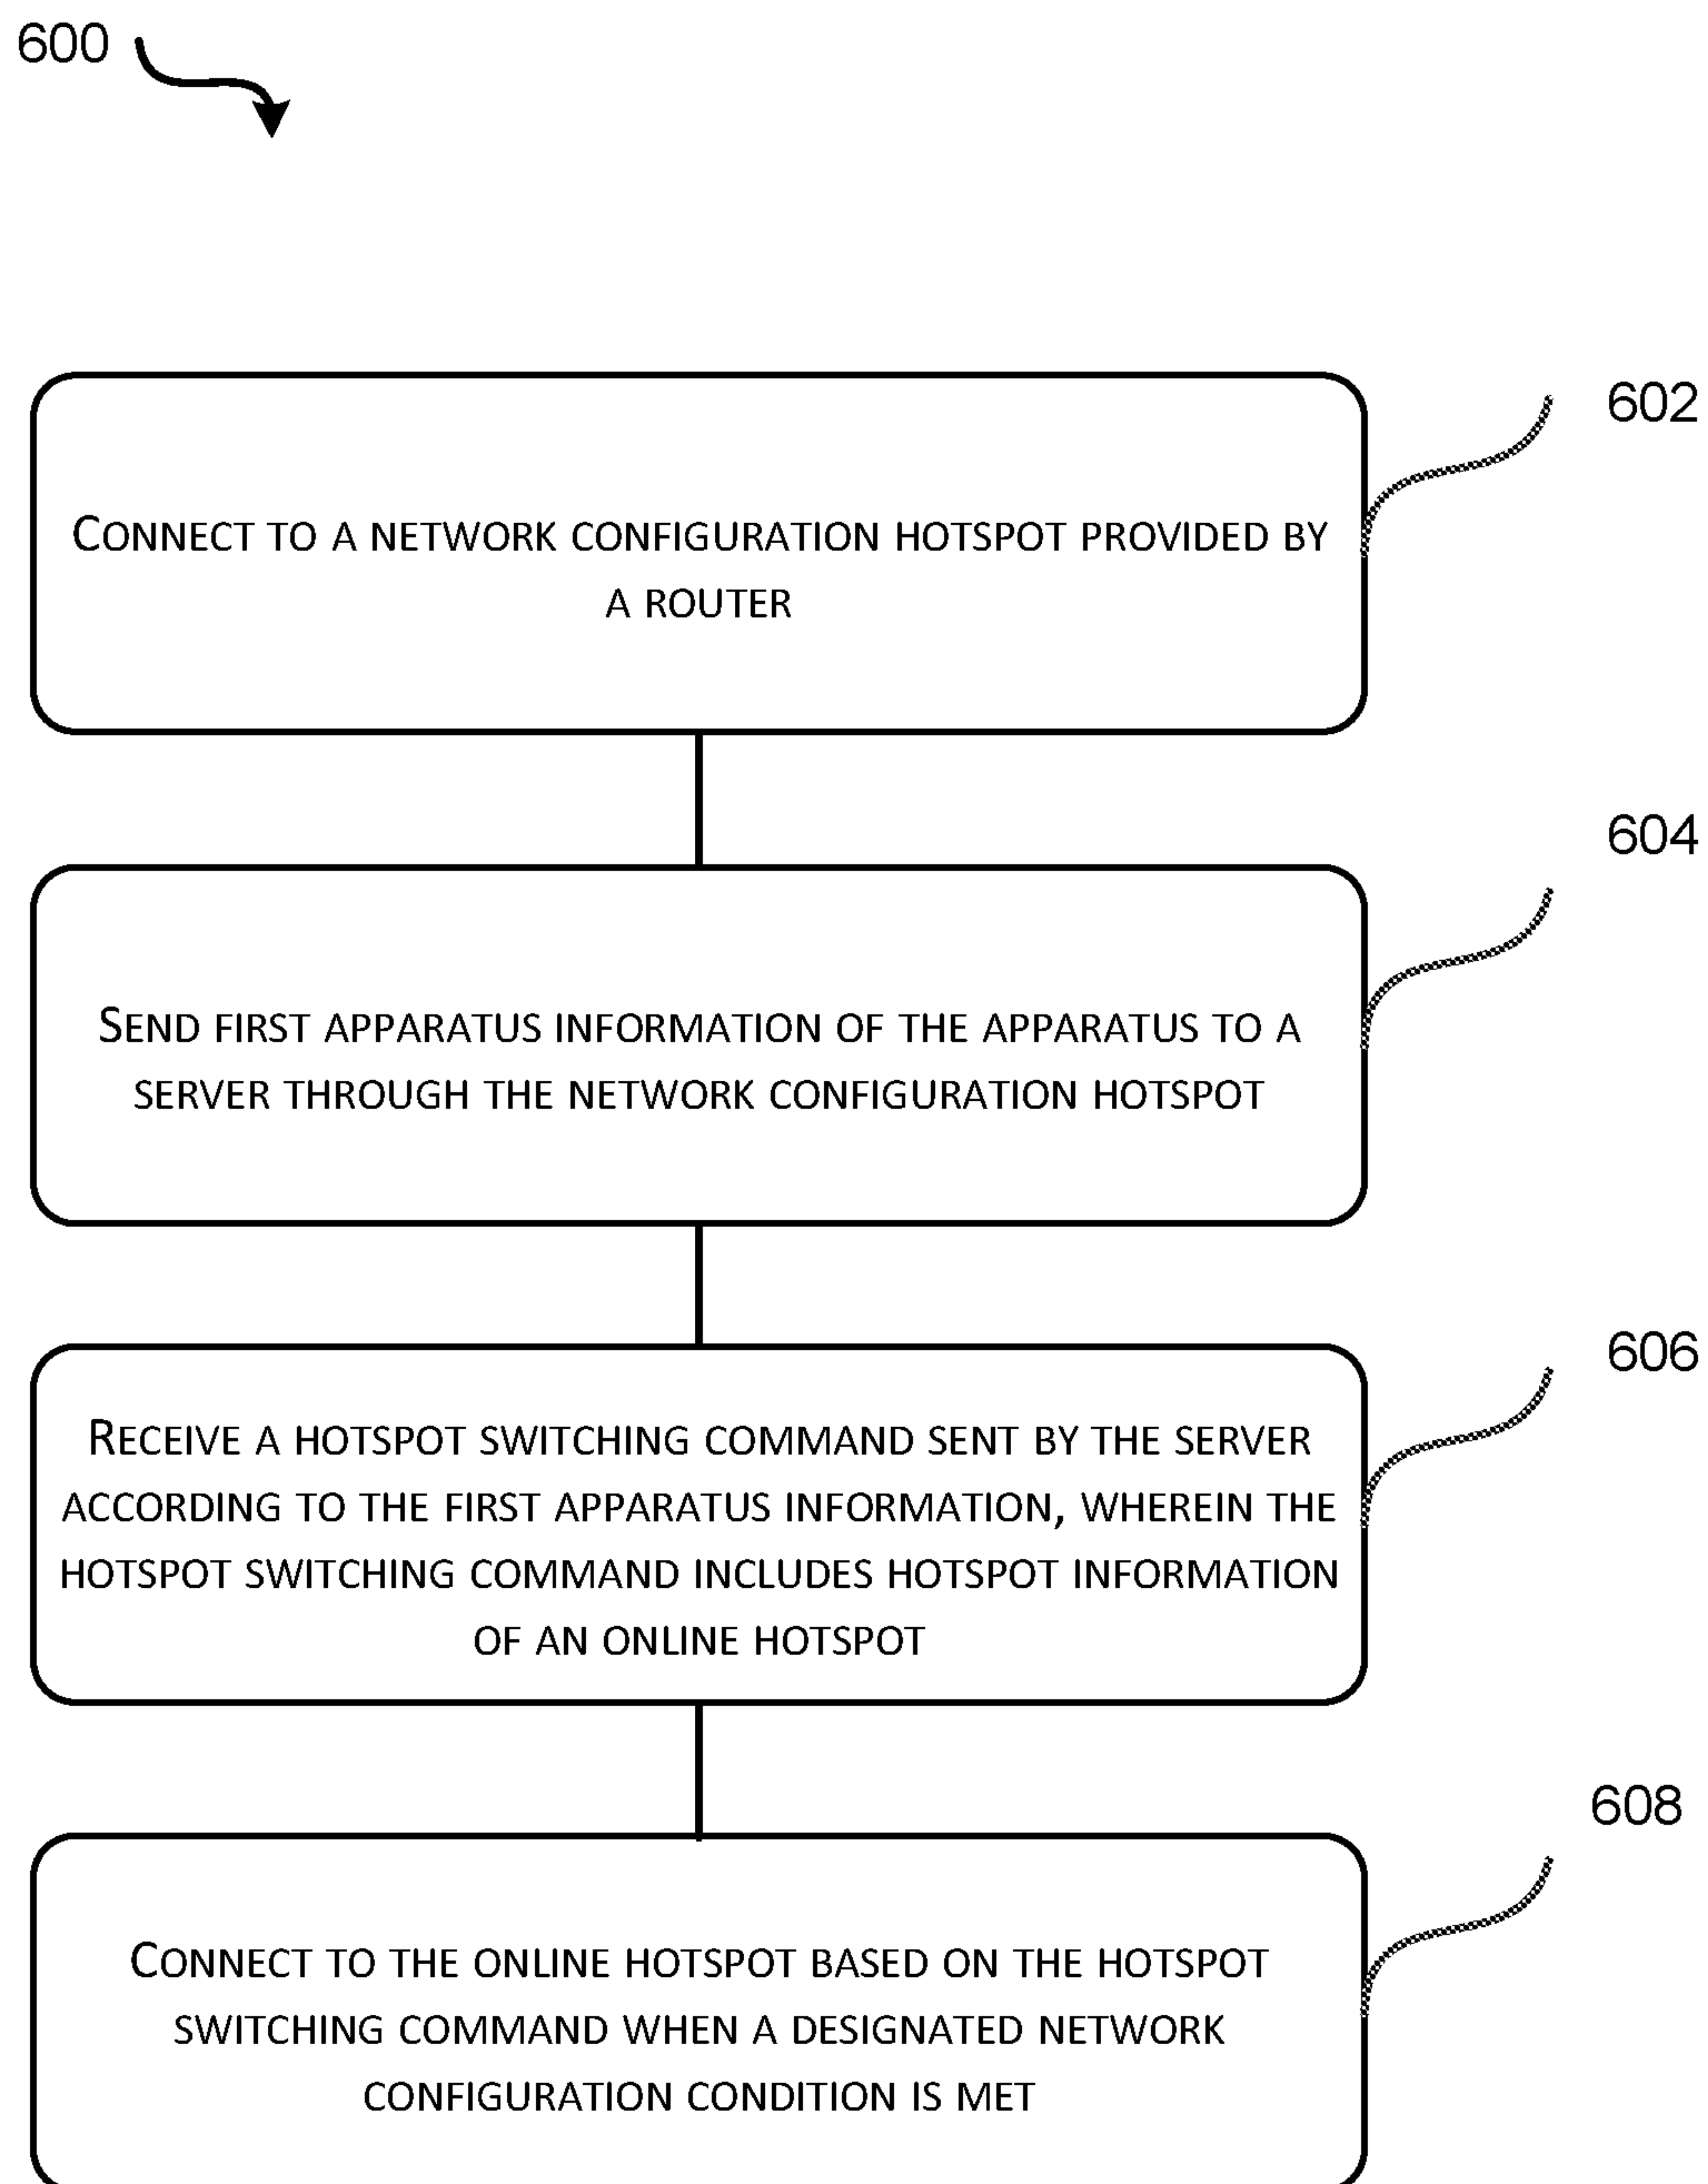 600
602
CONNECT TO A NETWORK CONFIGURATION HOTSPOT PROVIDED BY
A ROUTER
604
SEND FIRST APPARATUS INFORMATION OF THE APPARATUS TO A
SERVER THROUGH THE NETWORK CONFIGURATION HOTSPOT
606
RECEIVE A HOTSPOT SWITCHING COMMAND SENT BY THE SERVER
ACCORDING TO THE FIRST APPARATUS INFORMATION, WHEREIN THE
HOTSPOT SWITCHING COMMAND INCLUDES HOTSPOT INFORMATION
OF AN ONLINE HOTSPOT
608
CONNECT TO THE ONLINE HOTSPOT BASED ON THE HOTSPOT
SWITCHING COMMAND WHEN A DESIGNATED NETWORK
CONFIGURATION CONDITION IS MET